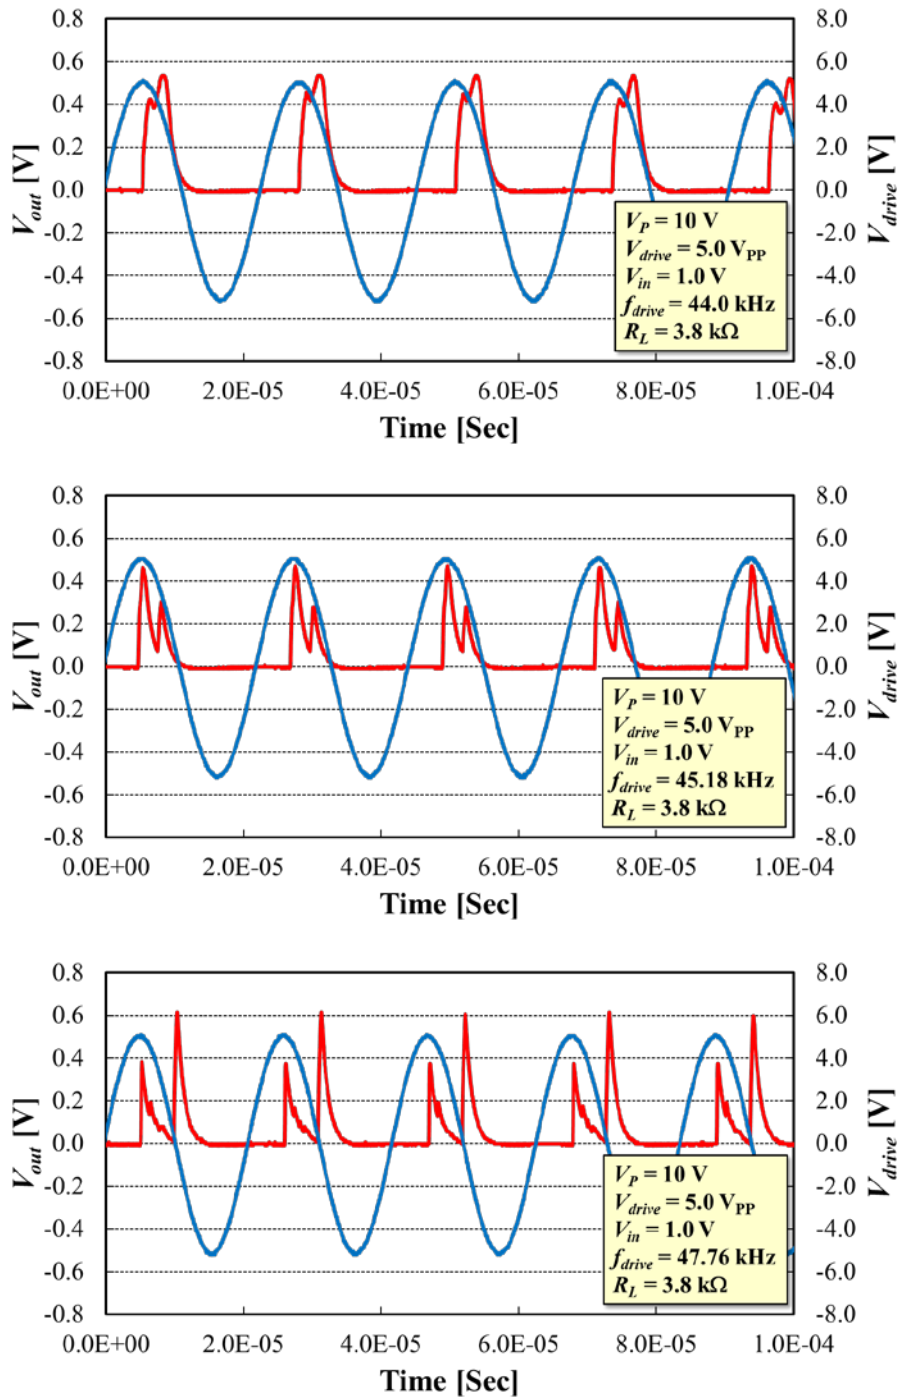 0.8
0.6
0.4
0.2
0.0
-0.2
-0.4
-0.6
-0.8
V_out [V]
8.0
6.0
4.0
2.0
0.0
-2.0
-4.0
-6.0
-8.0
V_drive [V]
V_P = 10 V
V_drive = 5.0 V_PP
V_in = 1.0 V
f_drive = 44.0 kHz
R_L = 3.8 kΩ
0.0E+00 2.0E-05 4.0E-05 6.0E-05 8.0E-05 1.0E-04
Time [Sec]
0.8
0.6
0.4
0.2
0.0
-0.2
-0.4
-0.6
-0.8
V_out [V]
8.0
6.0
4.0
2.0
0.0
-2.0
-4.0
-6.0
-8.0
V_drive [V]
V_P = 10 V
V_drive = 5.0 V_PP
V_in = 1.0 V
f_drive = 45.18 kHz
R_L = 3.8 kΩ
0.0E+00 2.0E-05 4.0E-05 6.0E-05 8.0E-05 1.0E-04
Time [Sec]
0.8
0.6
0.4
0.2
0.0
-0.2
-0.4
-0.6
-0.8
V_out [V]
8.0
6.0
4.0
2.0
0.0
-2.0
-4.0
-6.0
-8.0
V_drive [V]
V_P = 10 V
V_drive = 5.0 V_PP
V_in = 1.0 V
f_drive = 47.76 kHz
R_L = 3.8 kΩ
0.0E+00 2.0E-05 4.0E-05 6.0E-05 8.0E-05 1.0E-04
Time [Sec]